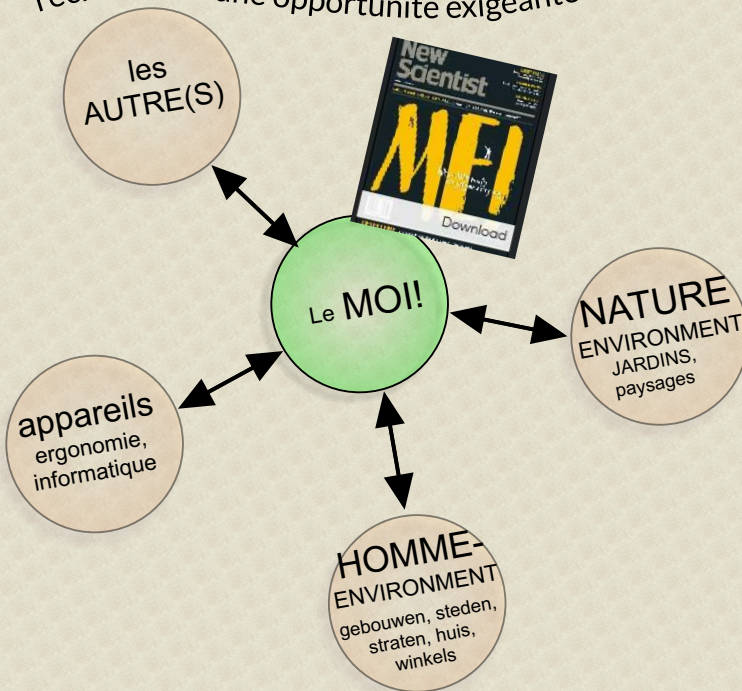 une opportunité exigeante
les
AUTRE(S)
New
Scientist
ME!
Download
Le MOI!
NATURE
ENVIRONMENT
JARDINS,
paysages
appareils
ergonomie,
informatique
HOMME-
ENVIRONMENT
gebouwen, steden,
straten, huis,
winkels